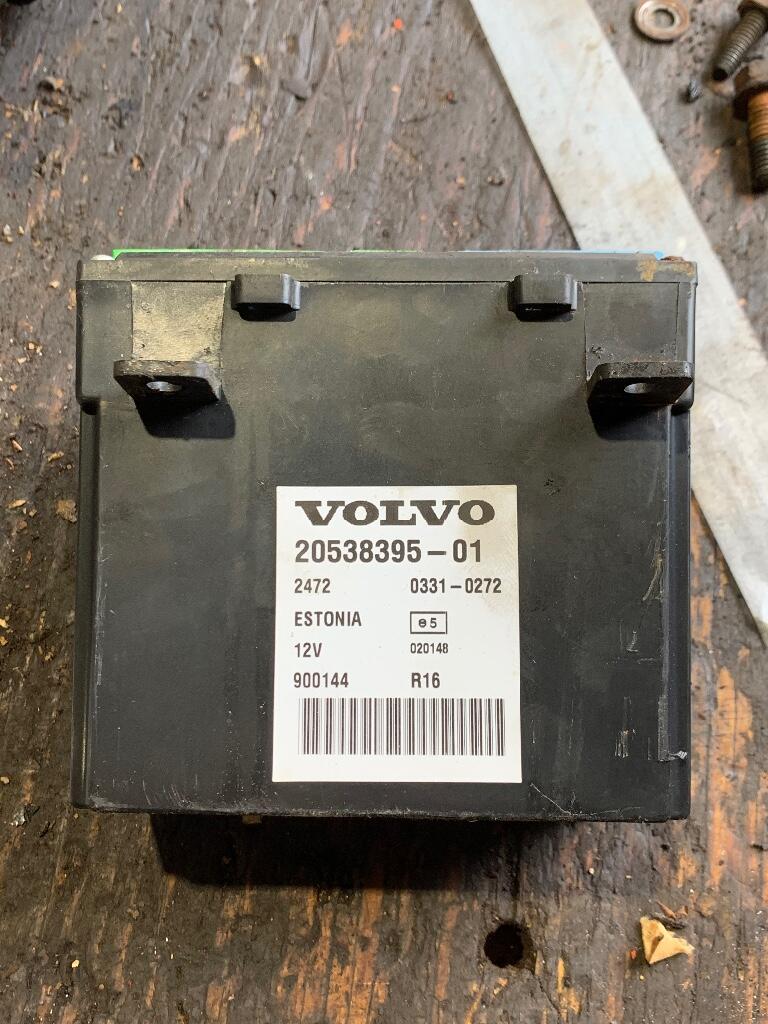 VOLVO
20538395-01
2472 0331-0272
ESTONIA e5
12V 020148
900144 R16